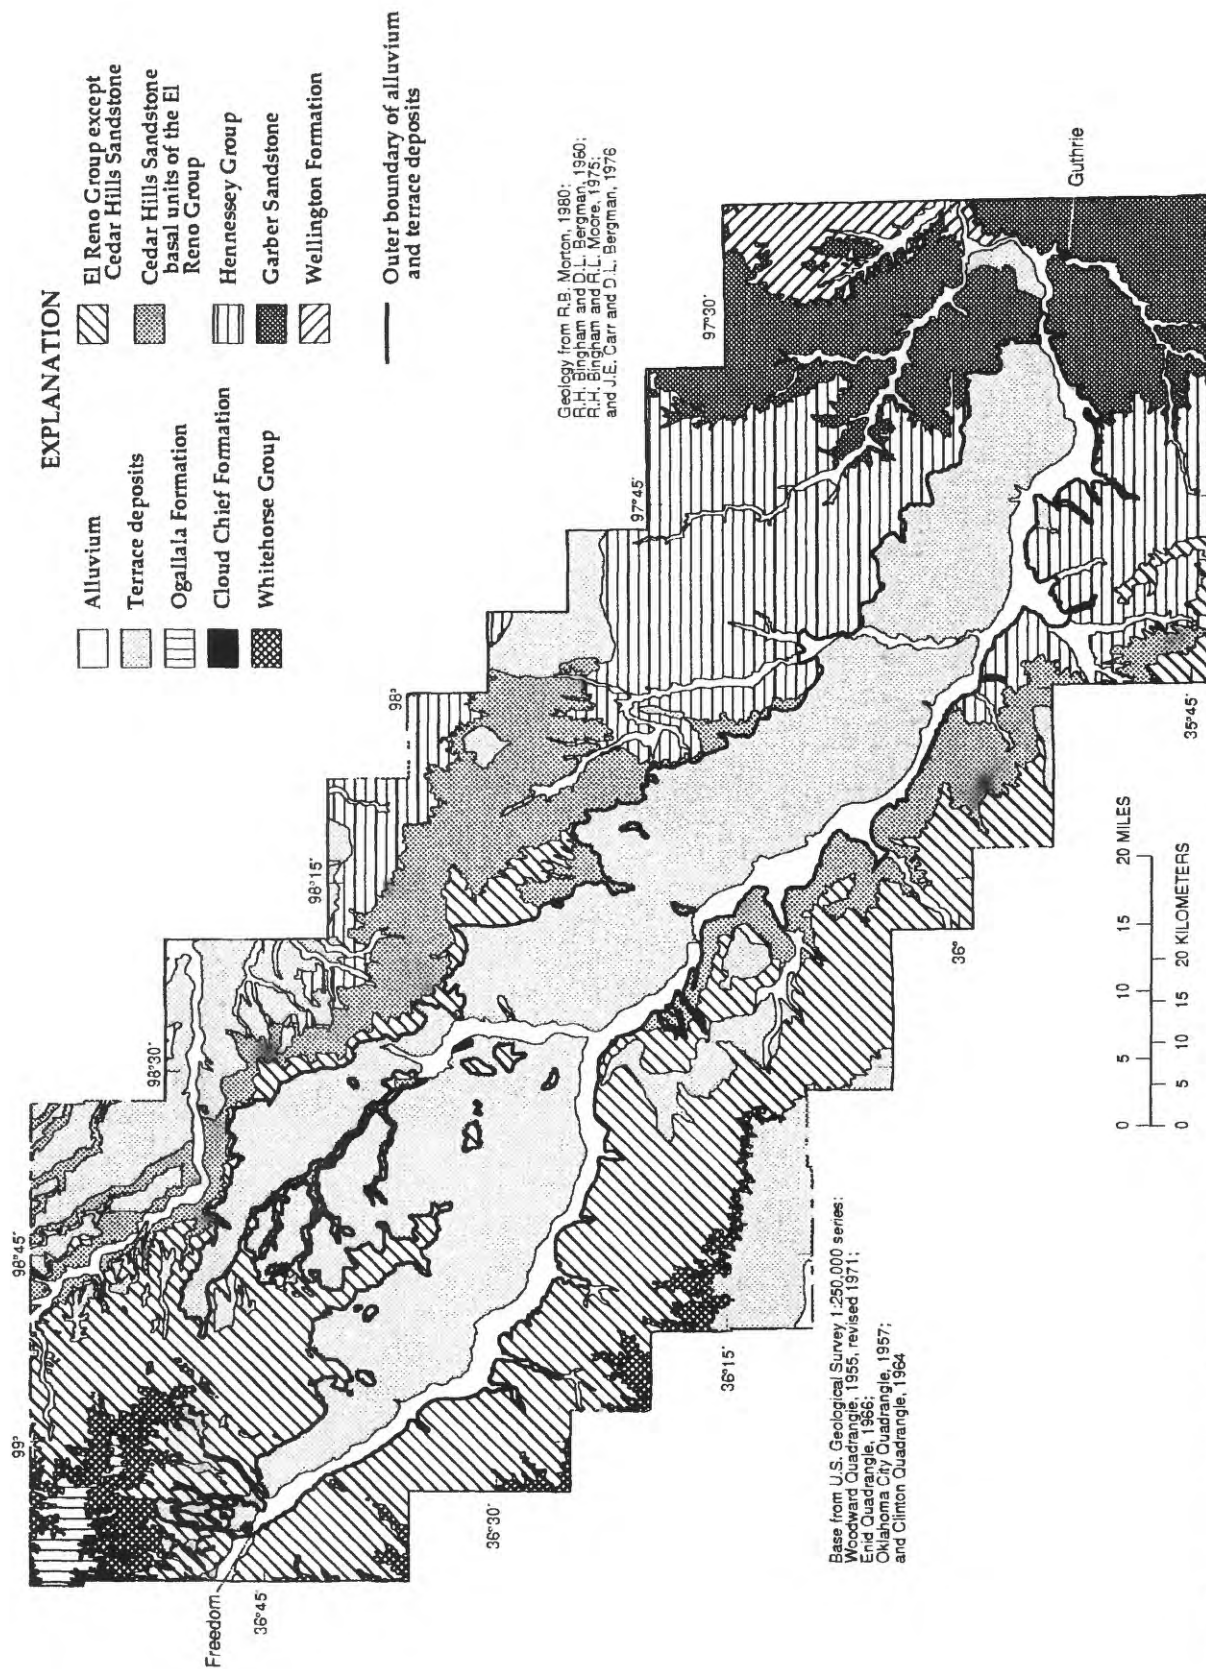 EXPLANATION
Alluvium
Terrace deposits
Ogallala Formation
Cloud Chief Formation
Whitehorse Group
El Reno Group except
Cedar Hills Sandstone
Cedar Hills Sandstone
basal units of the El
Reno Group
Hennessey Group
Garber Sandstone
Wellington Formation
Outer boundary of alluvium
and terrace deposits
Geology from R.B. Morton, 1980;
R.H. Bingham and D.L. Bergman, 1980;
R.H. Bingham and R.L. Moore, 1975;
and J.E. Carr and D.L. Bergman, 1976
99°
98°45'
98°30'
98°15'
98°
97°45'
97°30'
Freedom
Guthrie
36°45'
36°30'
36°15'
36°
35°45'
Base from U.S. Geological Survey 1:250,000 series:
Woodward Quadrangle, 1955, revised 1971;
Enid Quadrangle, 1966;
Oklahoma City Quadrangle, 1957;
and Clinton Quadrangle, 1964
0 5 10 15 20 MILES
0 5 10 15 20 KILOMETERS